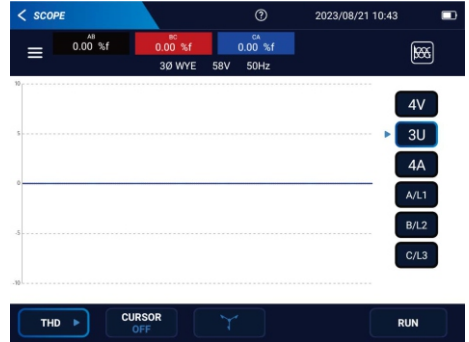 < SCOPE
2023/08/21 10:43
AB
0.00 %f
BC
0.00 %f
CA
0.00 %f
3Ø WYE 58V 50Hz
10
5
0
-5
-10
4V
3U
4A
A/L1
B/L2
C/L3
THD
CURSOR
OFF
RUN